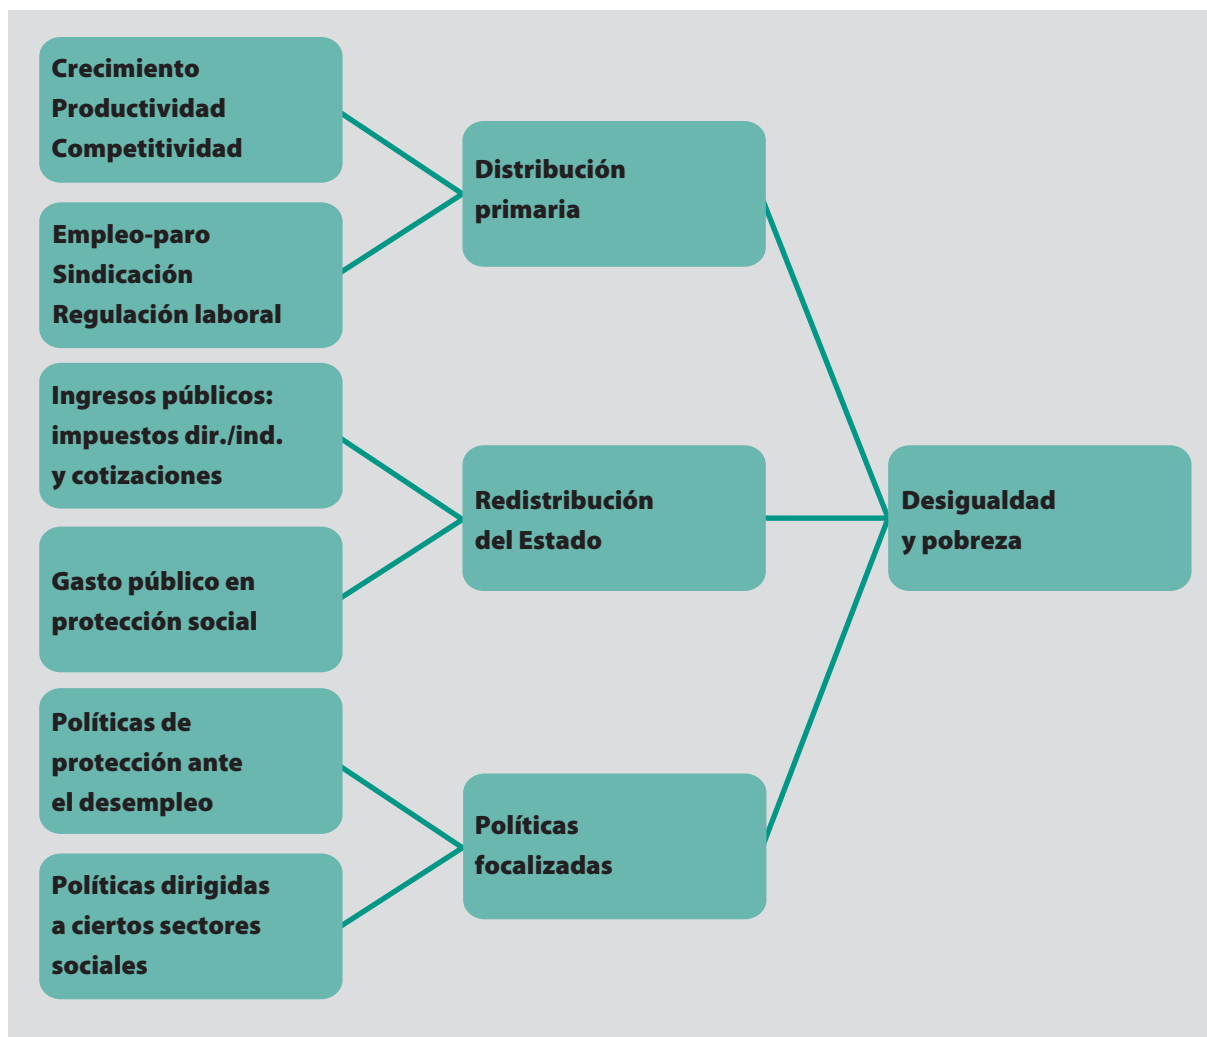 Crecimiento
Productividad
Competitividad
Empleo-paro
Sindicación
Regulación laboral
Distribución
primaria
Ingresos públicos:
impuestos dir./ind.
y cotizaciones
Gasto público en
protección social
Redistribución
del Estado
Políticas de
protección ante
el desempleo
Políticas dirigidas
a ciertos sectores
sociales
Políticas
focalizadas
Desigualdad
y pobreza